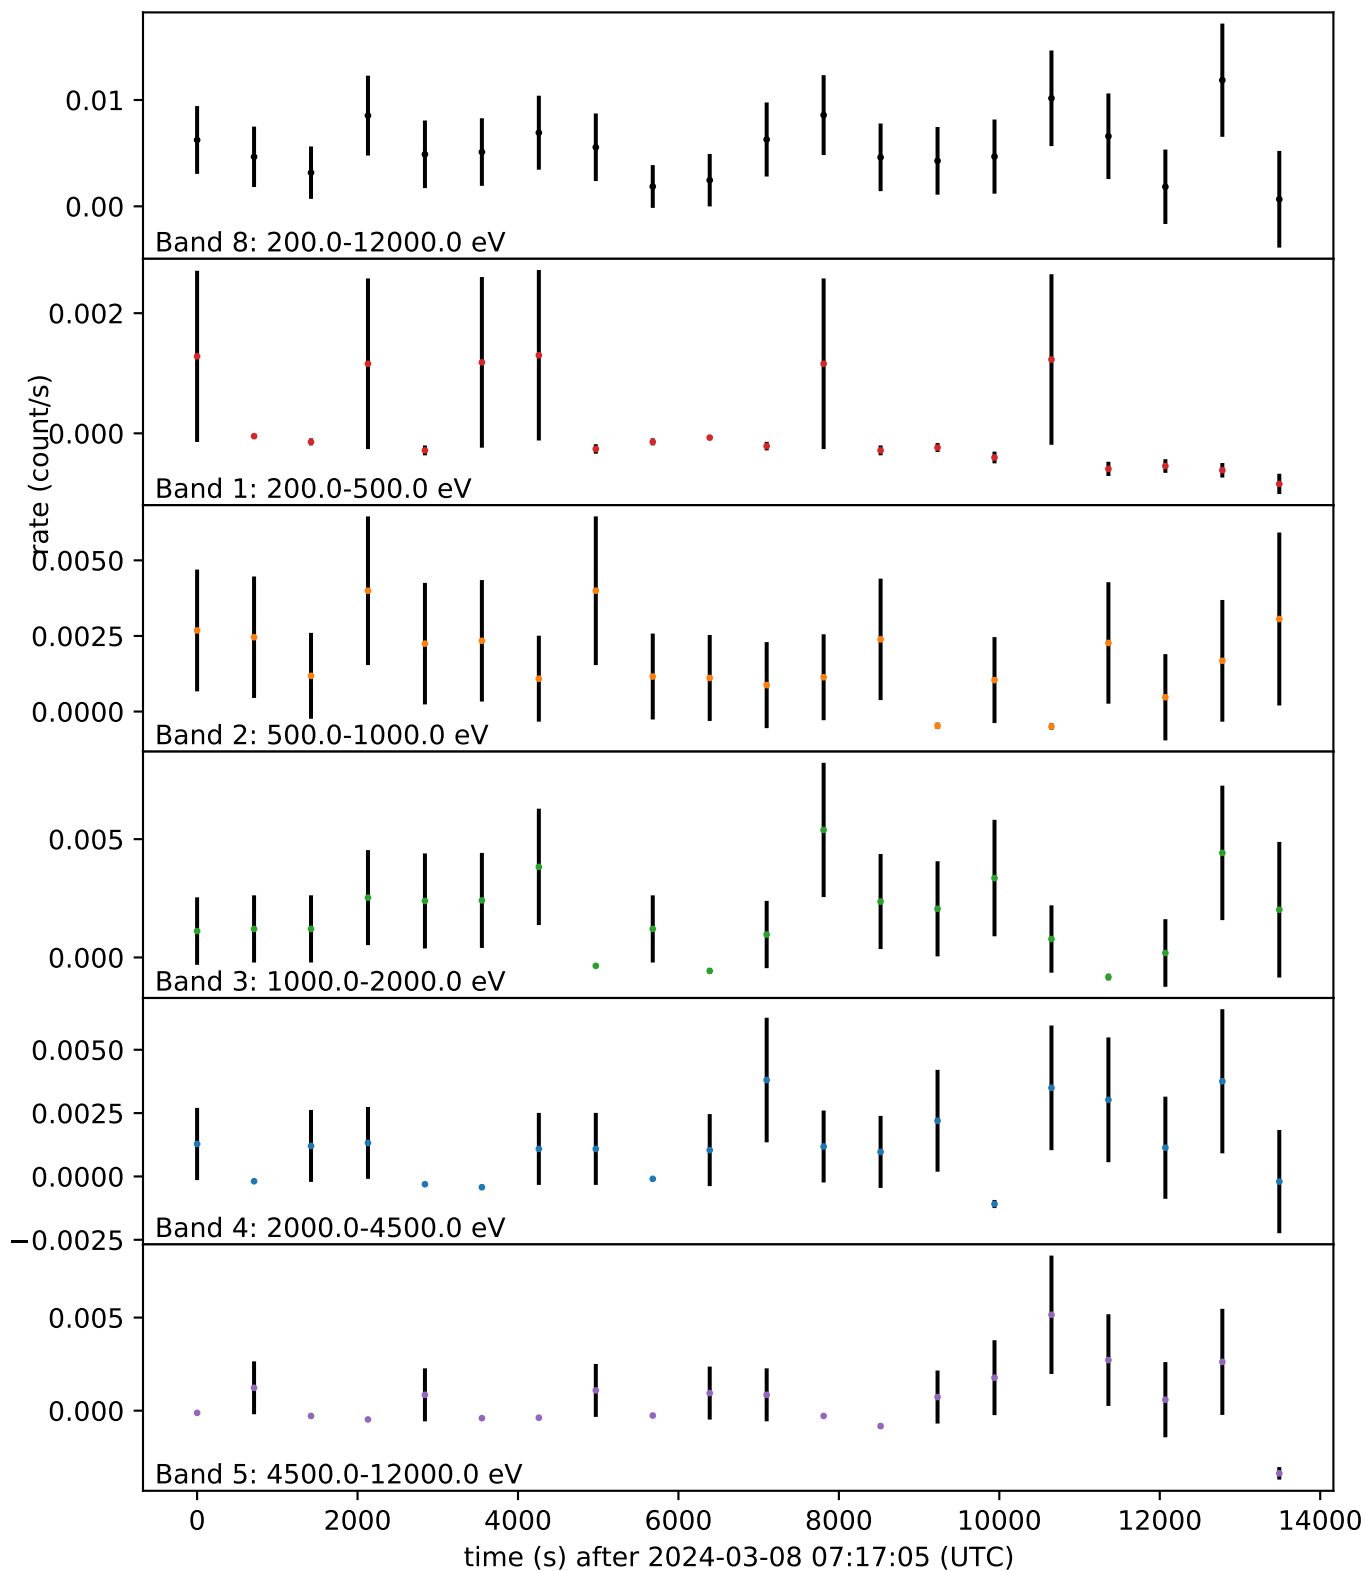 0.01
0.00
Band 8: 200.0-12000.0 eV
0.002
0.000
Band 1: 200.0-500.0 eV
rate (count/s)
0.0050
0.0025
0.0000
Band 2: 500.0-1000.0 eV
0.005
0.000
Band 3: 1000.0-2000.0 eV
0.0050
0.0025
0.0000
−0.0025
Band 4: 2000.0-4500.0 eV
0.005
0.000
Band 5: 4500.0-12000.0 eV
0 2000 4000 6000 8000 10000 12000 14000
time (s) after 2024-03-08 07:17:05 (UTC)